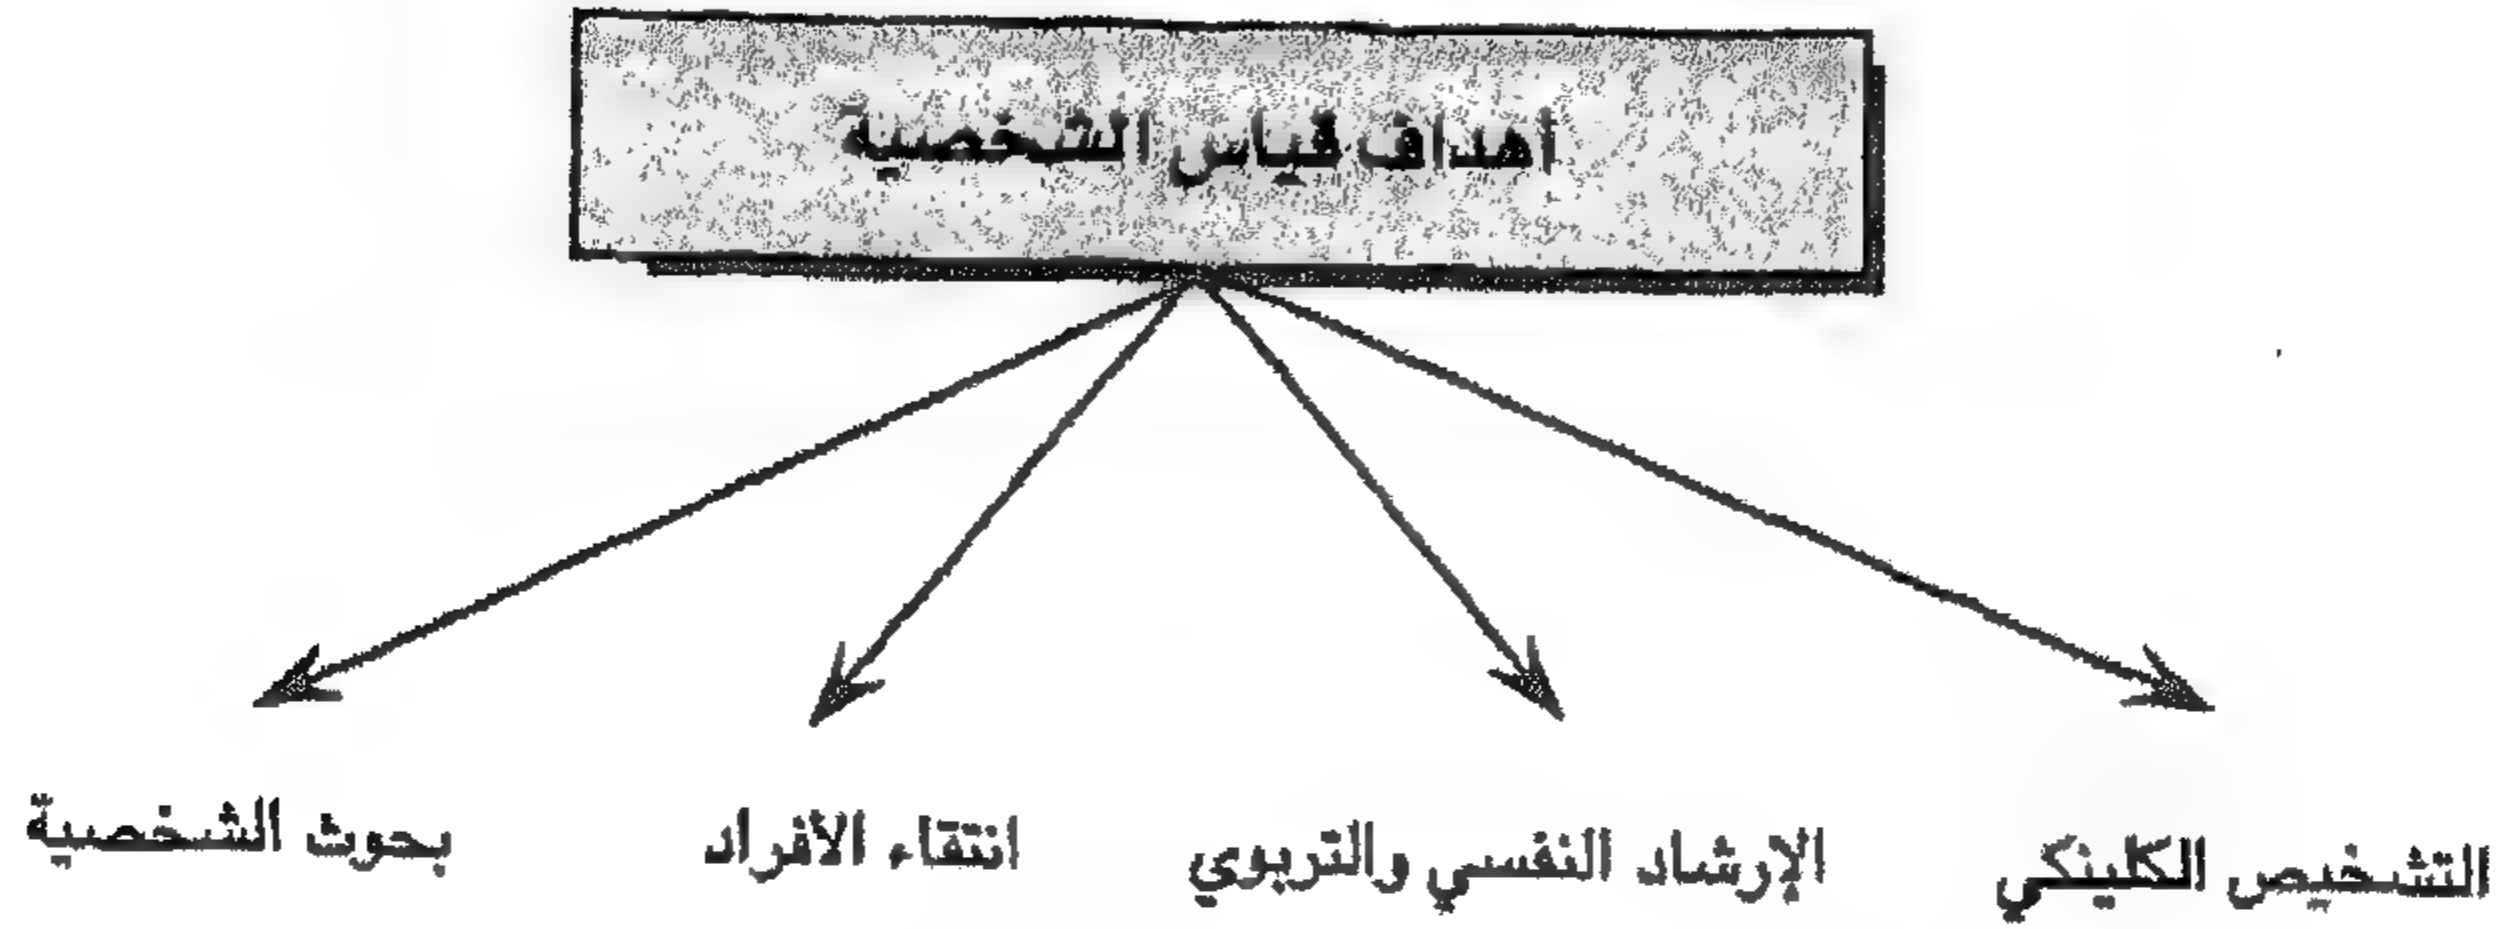 أهداف قياس الشخصية
التشخيص الكلينكي
الإرشاد النفسي والتربوي
انتقاء الأفراد
بحوث الشخصية